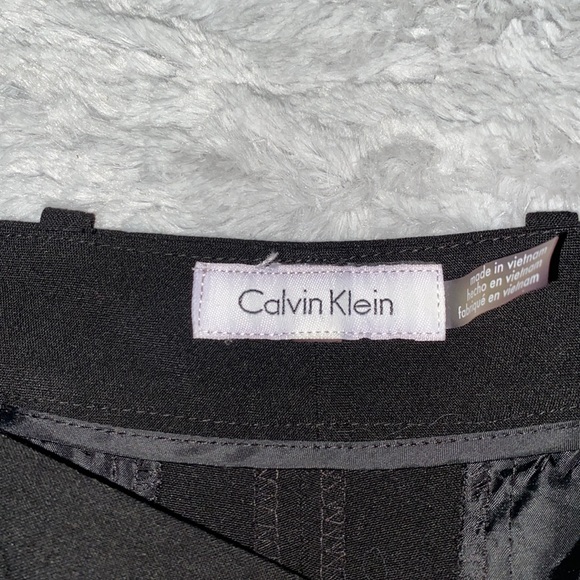 Calvin Klein
made in vietnam
hecho en vietnam
fabriqué en vietnam